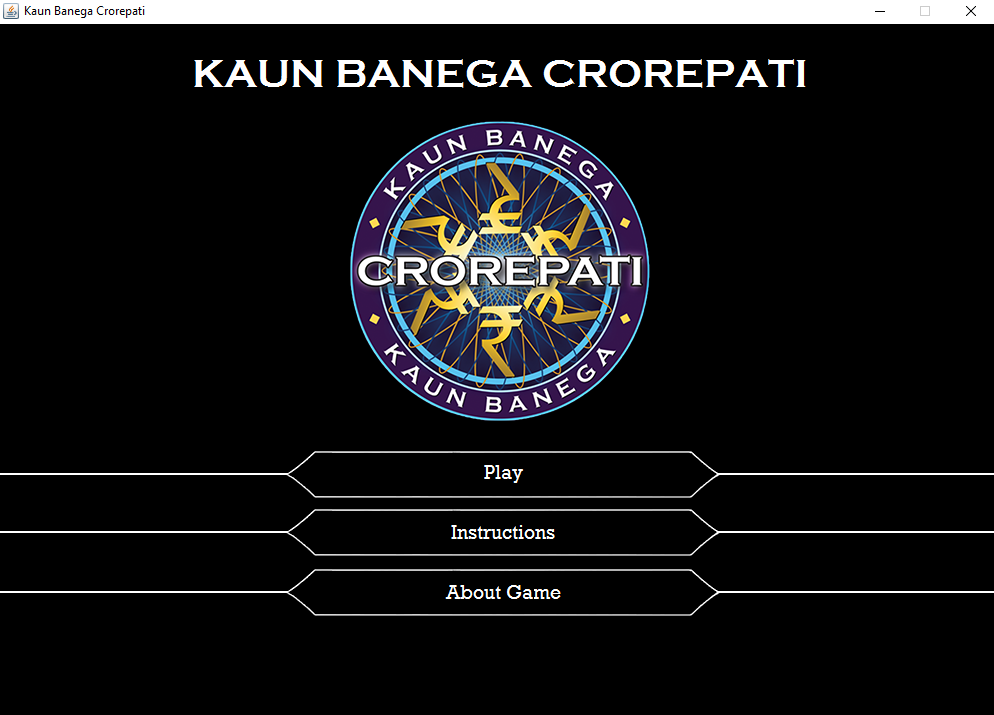 Kaun Banega Crorepati
KAUN BANEGA CROREPATI
KAUN BANEGA
CROREPATI
KAUN BANEGA
Play
Instructions
About Game